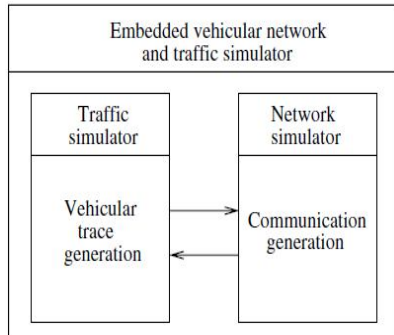 Embedded vehicular network
and traffic simulator
Traffic
simulator
Vehicular
trace
generation
Network
simulator
Communication
generation